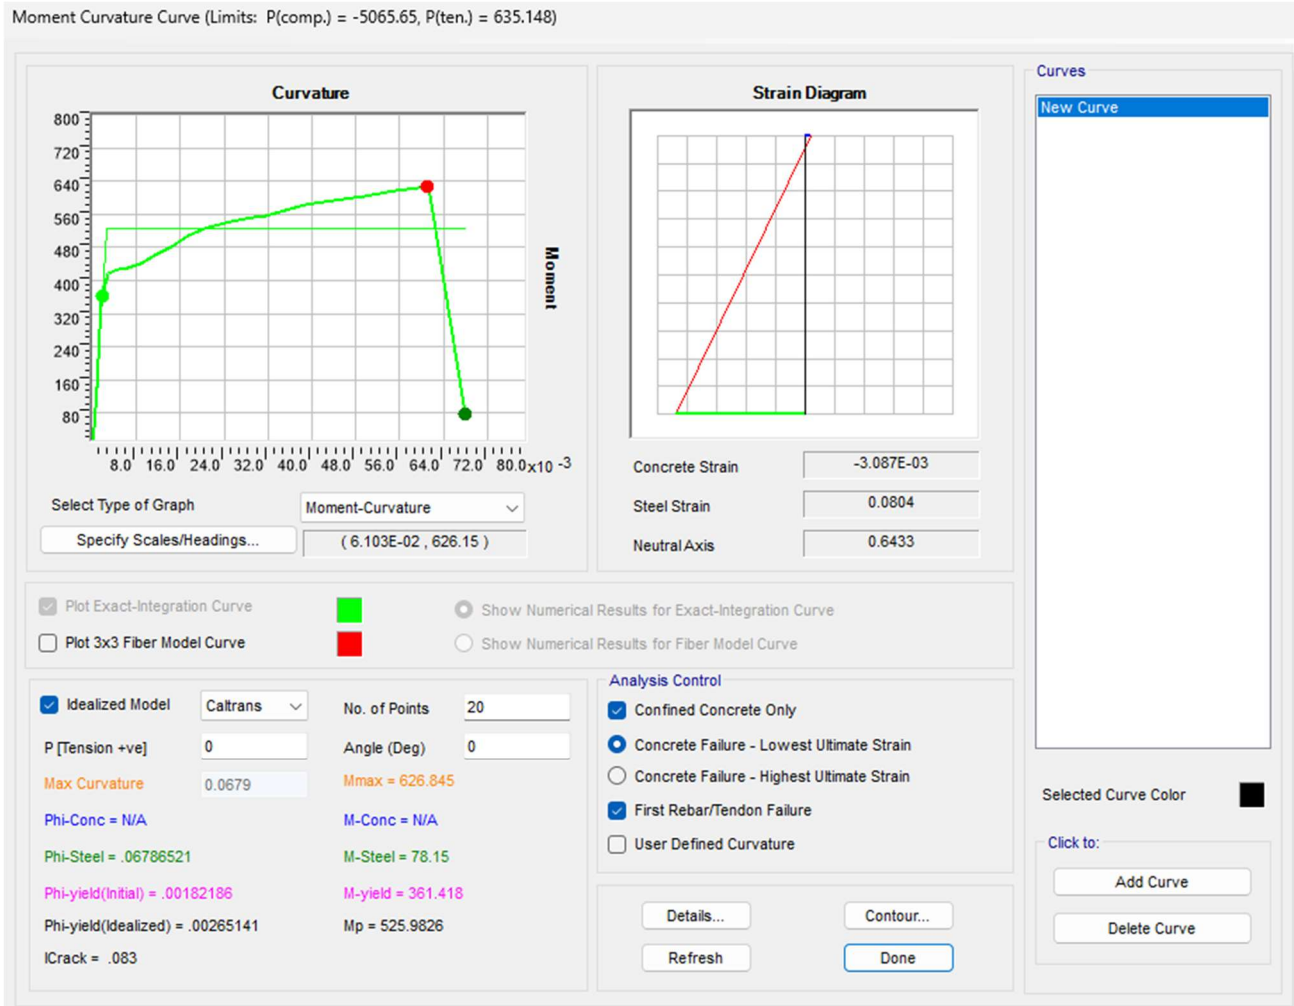 Moment Curvature Curve (Limits:  P(comp.) = -5065.65, P(ten.) = 635.148)
Curvature
800
720
640
560
480
400
320
240
160
80
Moment
8.0 16.0 24.0 32.0 40.0 48.0 56.0 64.0 72.0 80.0 x10 -3
Select Type of Graph
Moment-Curvature
Specify Scales/Headings...
( 6.103E-02 , 626.15 )
Strain Diagram
Concrete Strain
-3.087E-03
Steel Strain
0.0804
Neutral Axis
0.6433
Curves
New Curve
Plot Exact-Integration Curve
Show Numerical Results for Exact-Integration Curve
Plot 3x3 Fiber Model Curve
Show Numerical Results for Fiber Model Curve
Idealized Model
Caltrans
No. of Points
20
P [Tension +ve]
0
Angle (Deg)
0
Max Curvature
0.0679
Mmax = 626.845
Phi-Conc = N/A
M-Conc = N/A
Phi-Steel = .06786521
M-Steel = 78.15
Phi-yield(Initial) = .00182186
M-yield = 361.418
Phi-yield(Idealized) = .00265141
Mp = 525.9826
ICrack = .083
Analysis Control
Confined Concrete Only
Concrete Failure - Lowest Ultimate Strain
Concrete Failure - Highest Ultimate Strain
First Rebar/Tendon Failure
User Defined Curvature
Details...
Contour...
Refresh
Done
Selected Curve Color
Click to:
Add Curve
Delete Curve